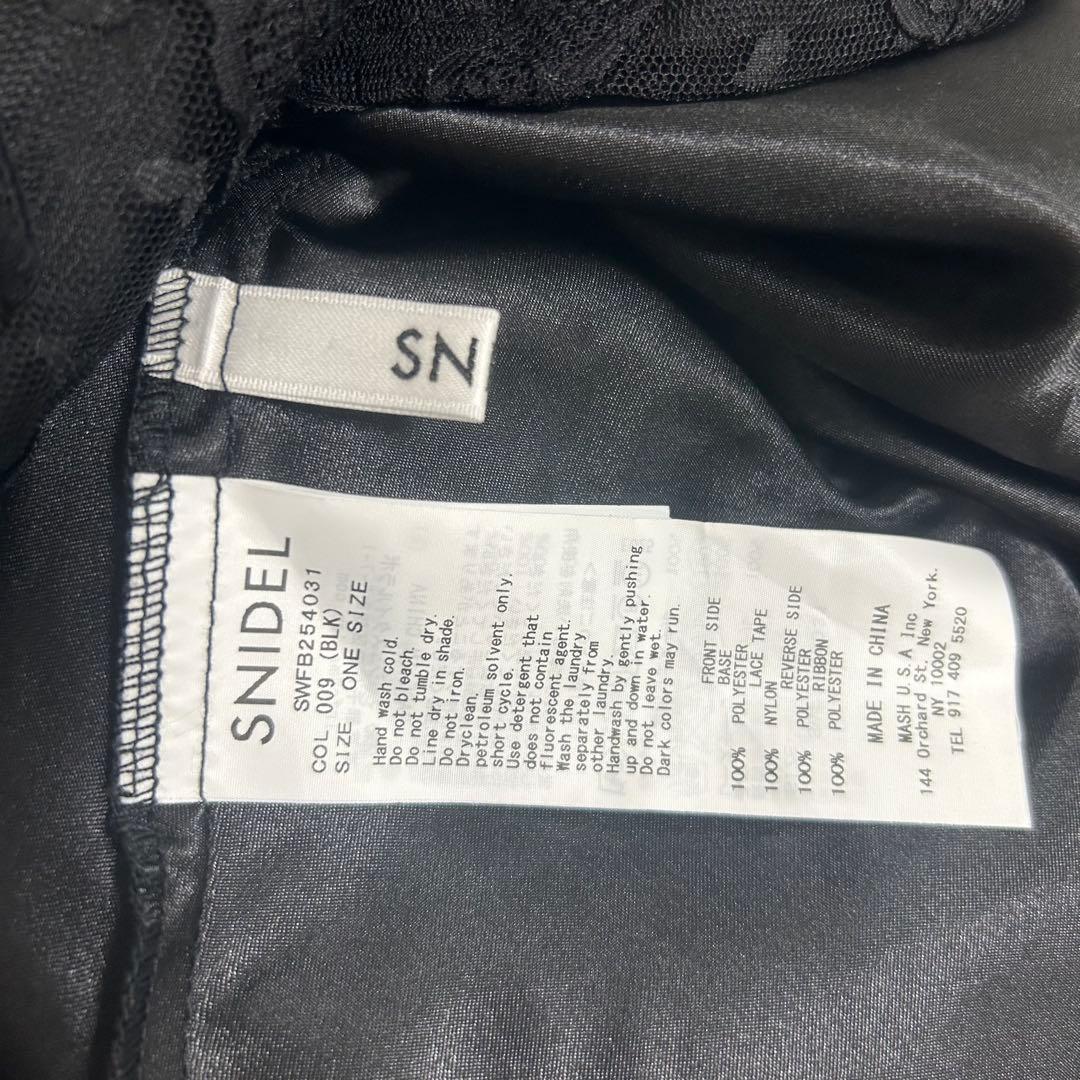 SN
SNIDEL
SWFB254031
COL 009 (BLK)
SIZE ONE SIZE
Hand wash cold.
Do not bleach.
Do not tumble dry.
Line dry in shade.
Do not iron.
Dryclean.
petroleum solvent only.
short cycle.
Use detergent that
does not contain
fluorescent agent.
Wash the laundry
separately from
other laundry.
Handwash by gently pushing
up and down in water.
Do not leave wet.
Dark colors may run.
FRONT SIDE
BASE
100% POLYESTER
LACE TAPE
100% NYLON
REVERSE SIDE
100% POLYESTER
RIBBON
100% POLYESTER
MADE IN CHINA
MASH U.S.A Inc
144 Orchard St. New York.
NY 10002
TEL 917 409 5520